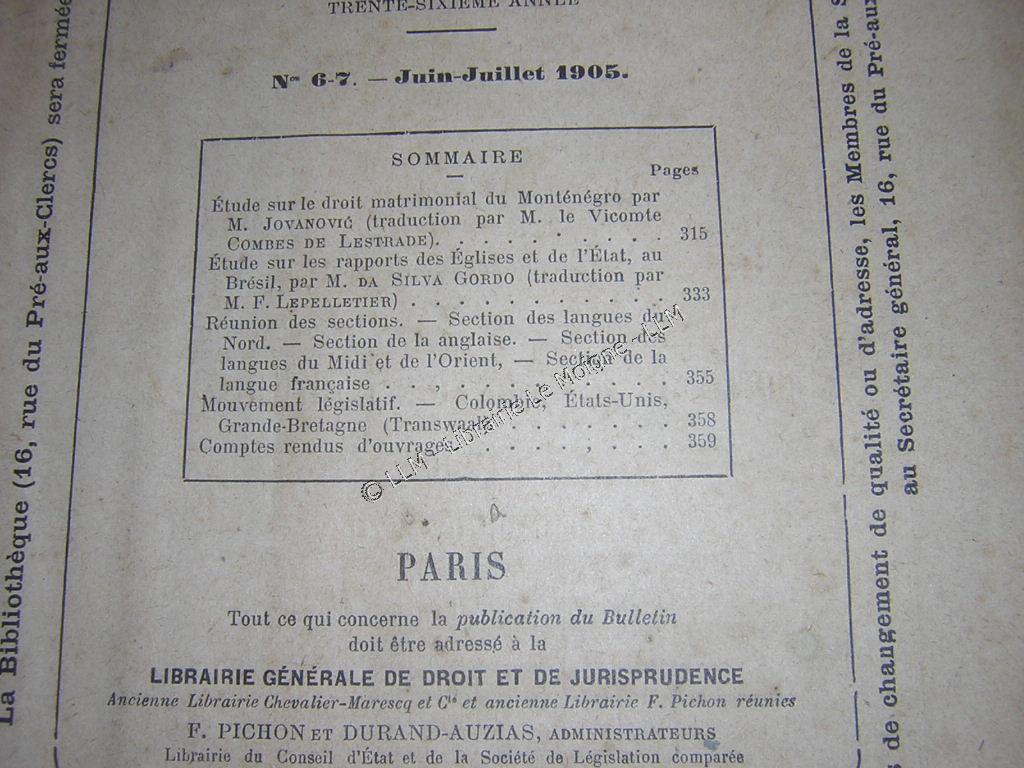 TRENTE-SIXIÈME ANNÉE
Nos 6-7. — Juin-Juillet 1905.
SOMMAIRE
Pages
Étude sur le droit matrimonial du Monténégro par
M. JOVANOVIĆ (traduction par M. le Vicomte
COMBES DE LESTRADE). . . . . . . . . . 315
Étude sur les rapports des Églises et de l'État, au
Brésil, par M. DA SILVA GORDO (traduction par
M. F. LEPELLETIER) . . . . . . . . . . . 333
Réunion des sections. — Section des langues du
Nord. — Section de la anglaise. — Section des
langues du Midi et de l'Orient, — Section de la
langue française . . , . . . . . . . . . 355
Mouvement législatif. — Colombie, États-Unis,
Grande-Bretagne (Transwaal) . . . . . . . 358
Comptes rendus d'ouvrages . . . . , . . . 359
© LLM - Librairie Le Moigne - LLM
PARIS
Tout ce qui concerne la publication du Bulletin
doit être adressé à la
LIBRAIRIE GÉNÉRALE DE DROIT ET DE JURISPRUDENCE
Ancienne Librairie Chevalier-Marescq et Cie et ancienne Librairie F. Pichon réunies
F. PICHON ET DURAND-AUZIAS, ADMINISTRATEURS
Librairie du Conseil d'État et de la Société de Législation comparée
La Bibliothèque (16, rue du Pré-aux-Clercs) sera fermée
de changement de qualité ou d'adresse, les Membres de la
au Secrétaire général, 16, rue du